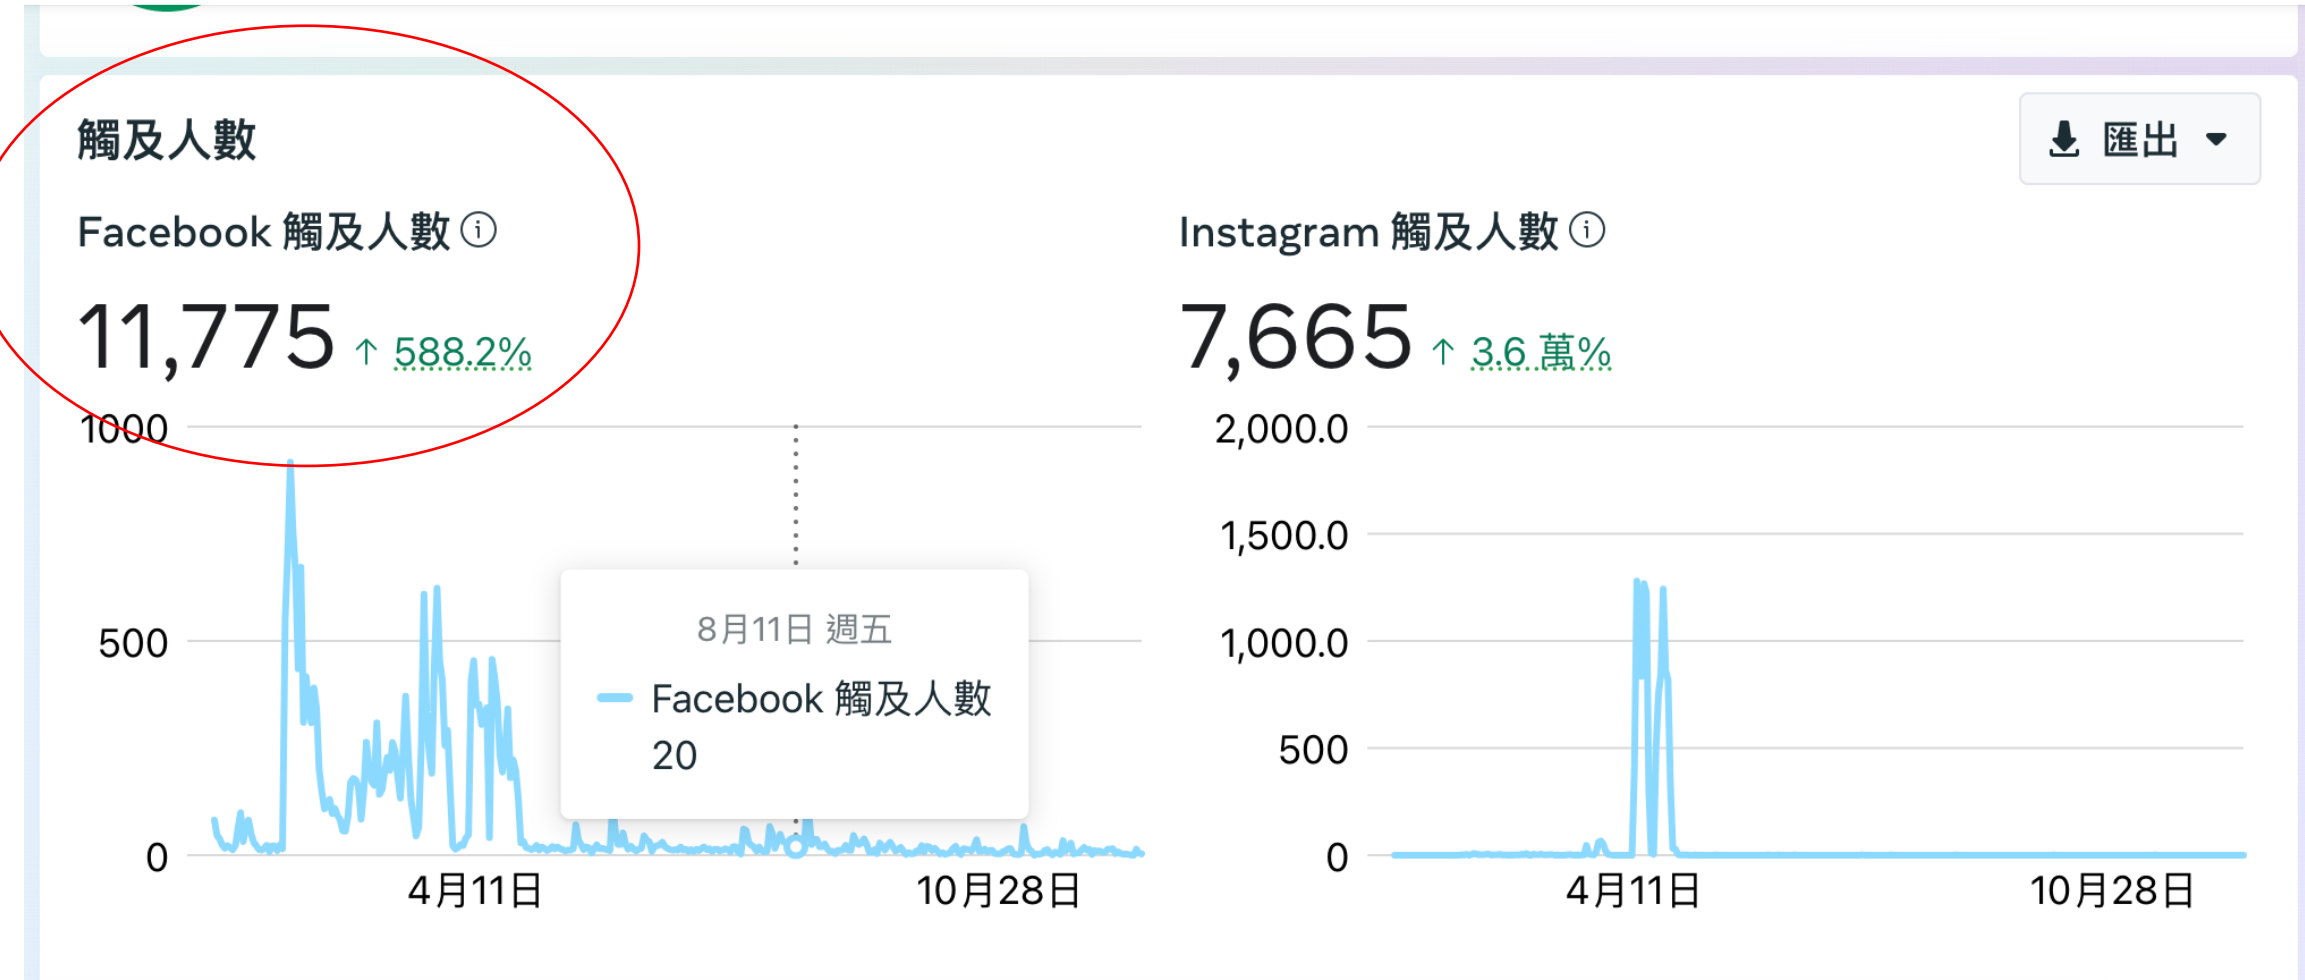 觸及人數
匯出
Facebook 觸及人數
11,775 ↑ 588.2%
1000
500
0
4月11日
10月28日
8月11日 週五
Facebook 觸及人數
20
Instagram 觸及人數
7,665 ↑ 3.6 萬%
2,000.0
1,500.0
1,000.0
500
0
4月11日
10月28日